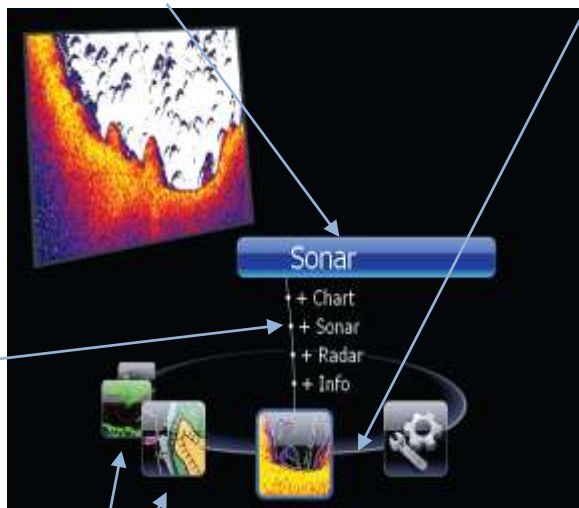 Sonar
+ Chart
+ Sonar
+ Radar
+ Info